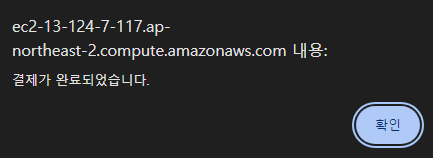 ec2-13-124-7-117.ap-
northeast-2.compute.amazonaws.com 내용:
결제가 완료되었습니다.
확인